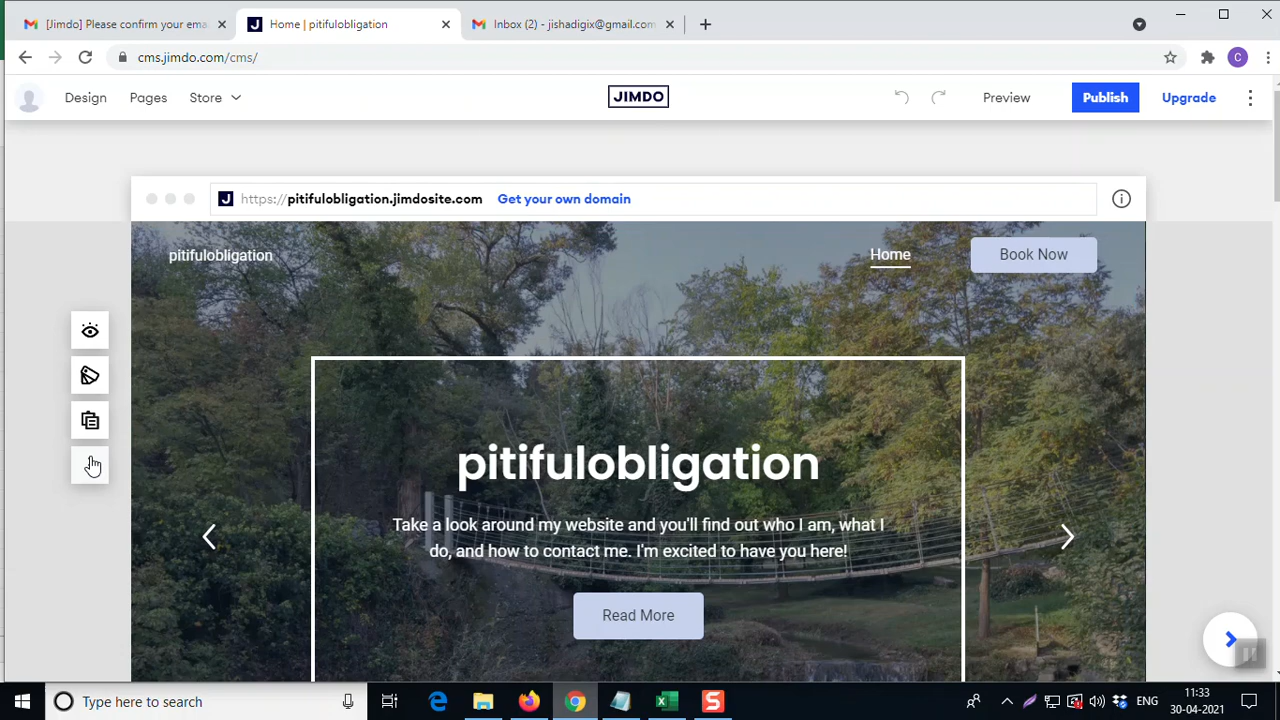 [Jimdo] Please confirm your ema
Home | pitifulobligation
Inbox (2) - jishadigix@gmail.com
cms.jimdo.com/cms/
C
Design
Pages
Store
JIMDO
Preview
Publish
Upgrade
J
https://pitifulobligation.jimdosite.com
Get your own domain
pitifulobligation
Home
Book Now
pitifulobligation
Take a look around my website and you'll find out who I am, what I
do, and how to contact me. I'm excited to have you here!
Read More
Type here to search
ENG
11:33
30-04-2021